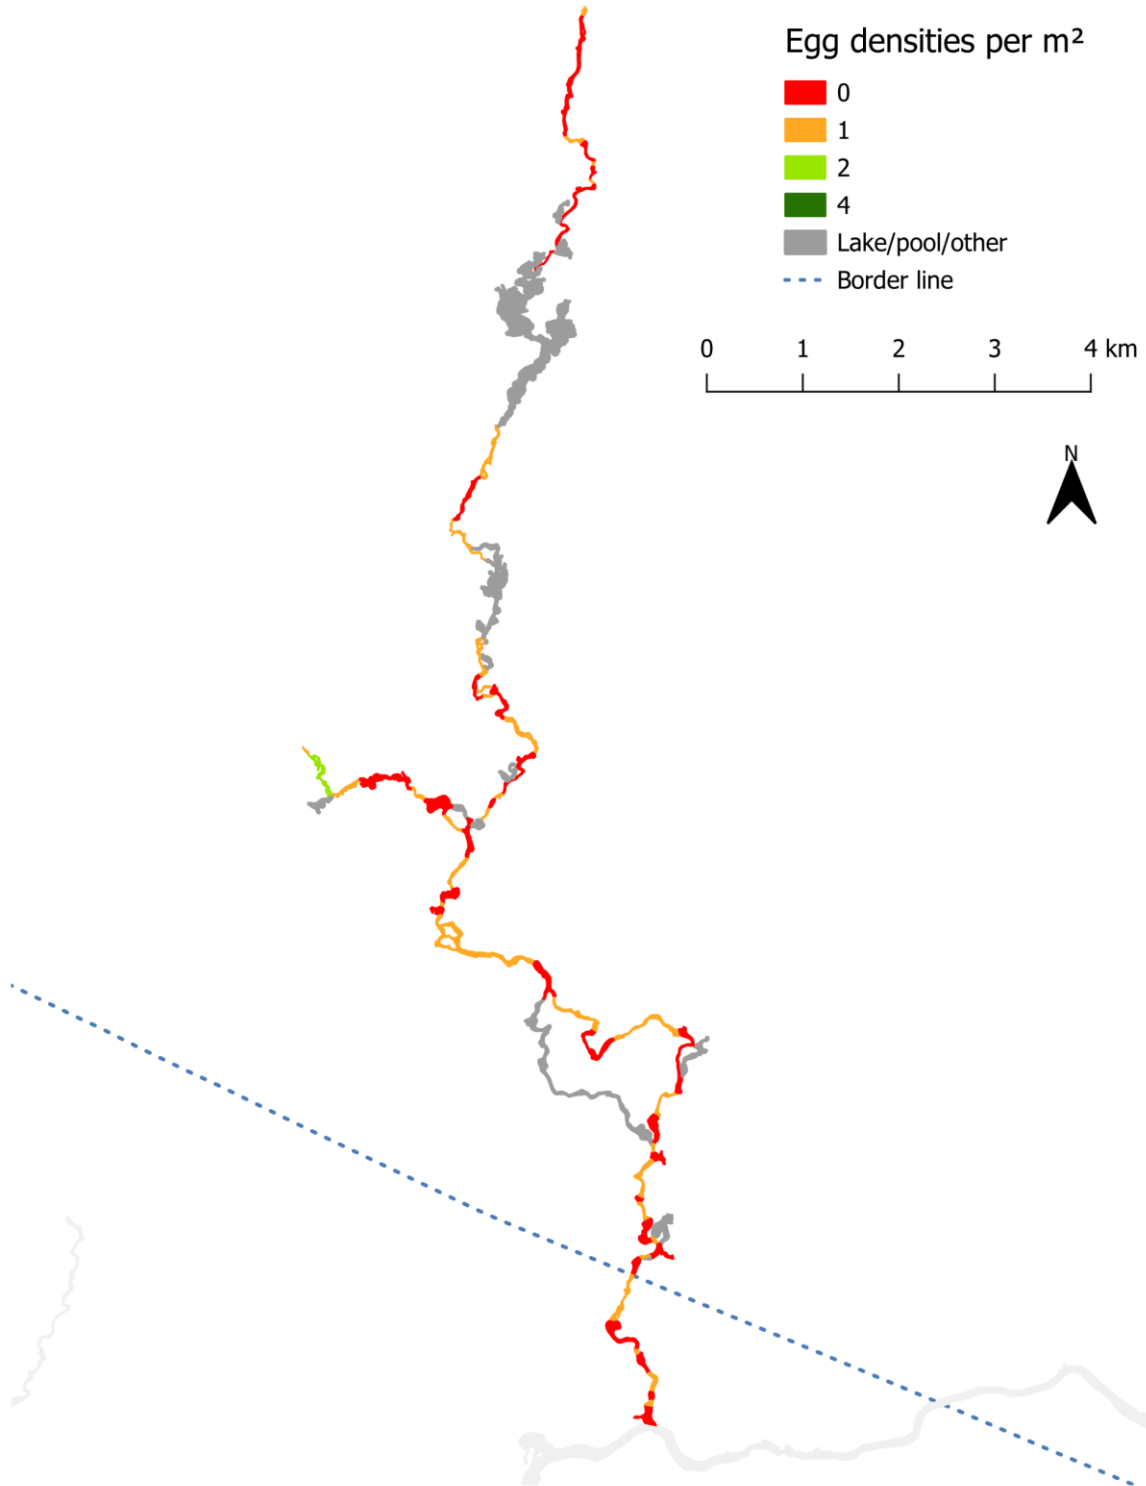 Egg densities per m²
0
1
2
4
Lake/pool/other
Border line
0 1 2 3 4 km
N